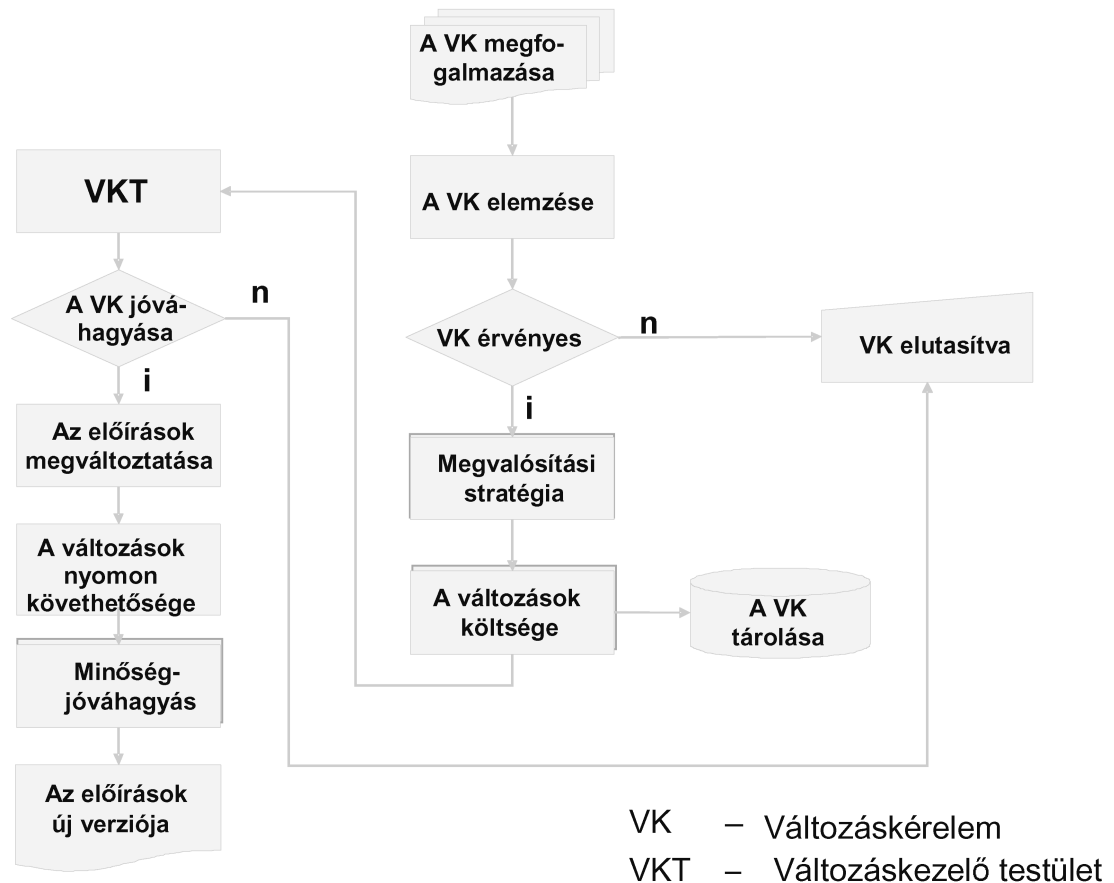 A VK megfo-
galmazása
A VK elemzése
VK érvényes
n
i
VK elutasítva
Megvalósítási
stratégia
A változások
költsége
A VK
tárolása
VKT
A VK jóvá-
hagyása
n
i
Az előírások
megváltoztatása
A változások
nyomon
követhetősége
Minőség-
jóváhagyás
Az előírások
új verziója
VK – Változáskérelem
VKT – Változáskezelő testület